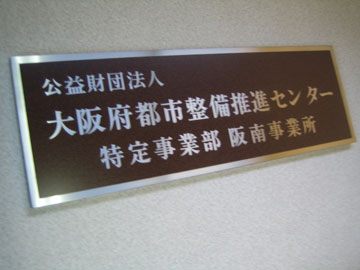 公益財団法人
大阪府都市整備推進センター
特定事業部 阪南事業所